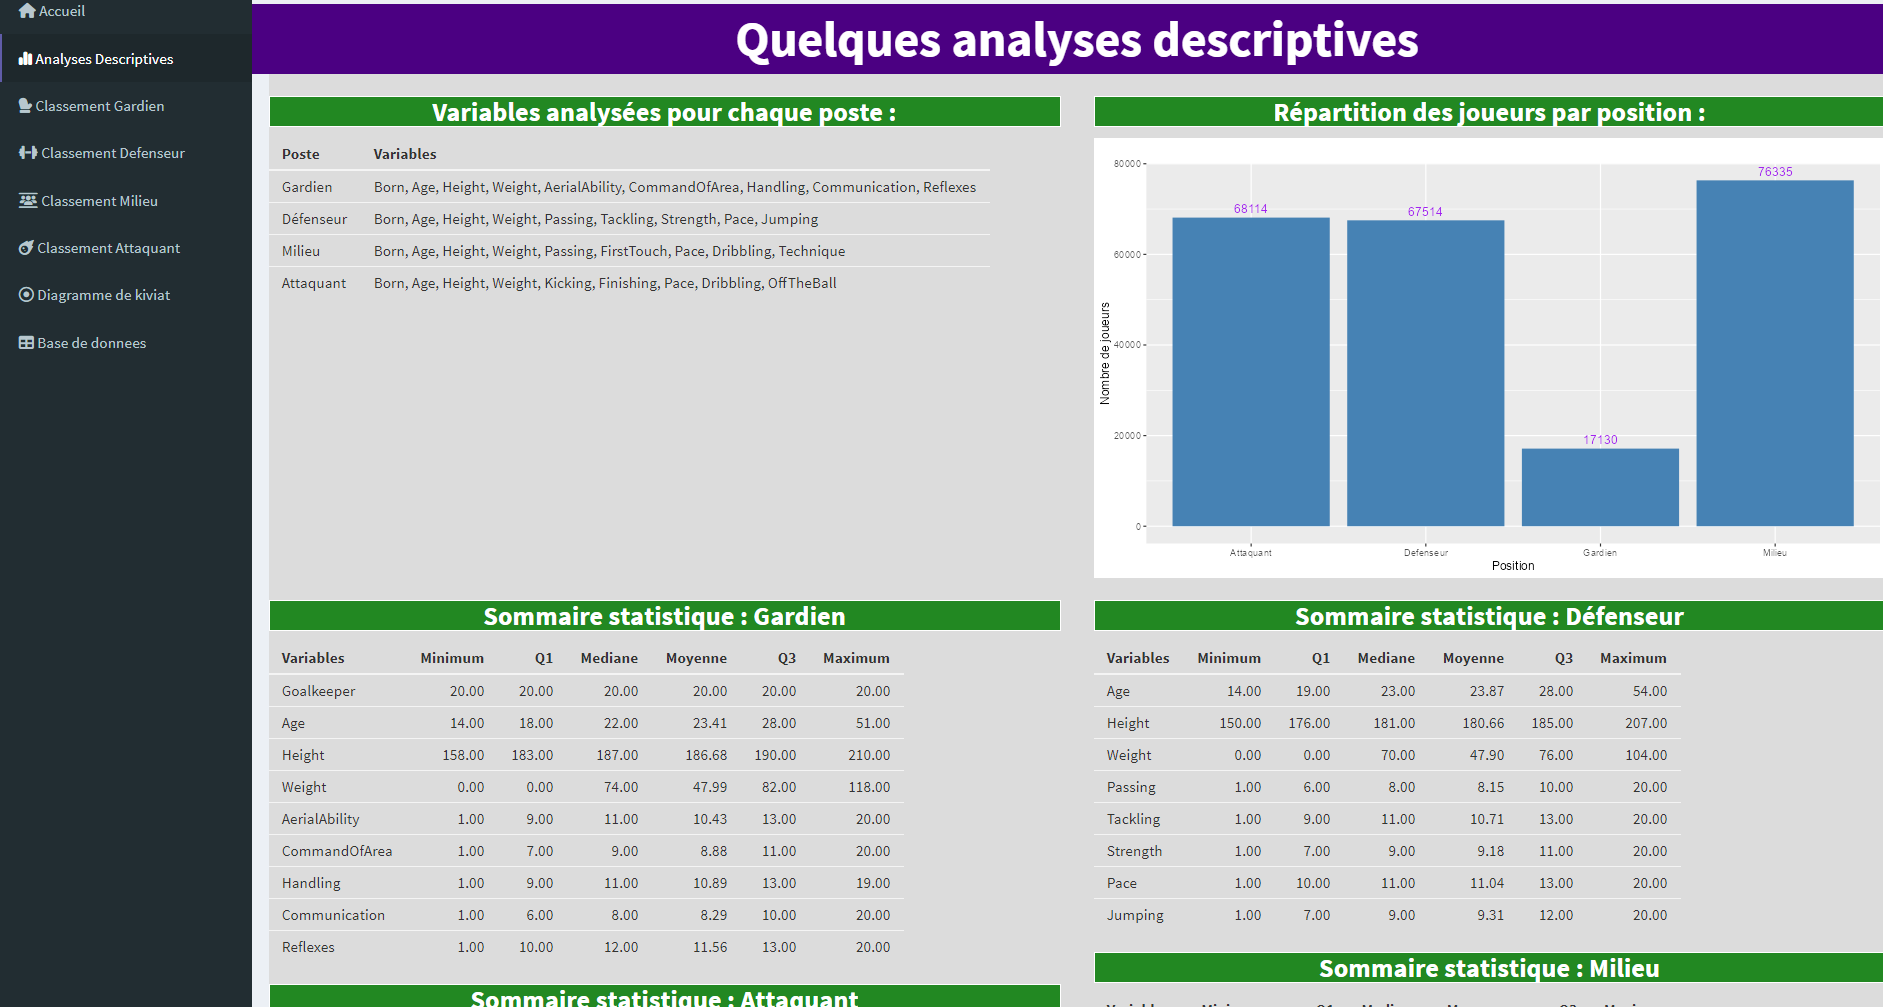 Accueil
Analyses Descriptives
Classement Gardien
Classement Defenseur
Classement Milieu
Classement Attaquant
Diagramme de kiviat
Base de donnees
Quelques analyses descriptives
Variables analysées pour chaque poste :
Poste Variables
Gardien Born, Age, Height, Weight, AerialAbility, CommandOfArea, Handling, Communication, Reflexes
Défenseur Born, Age, Height, Weight, Passing, Tackling, Strength, Pace, Jumping
Milieu Born, Age, Height, Weight, Passing, FirstTouch, Pace, Dribbling, Technique
Attaquant Born, Age, Height, Weight, Kicking, Finishing, Pace, Dribbling, OffTheBall
Répartition des joueurs par position :
80000
60000
40000
20000
0
Nombre de joueurs
68114
67514
17130
76335
Attaquant Defenseur Gardien Milieu
Position
Sommaire statistique : Gardien
Variables Minimum Q1 Mediane Moyenne Q3 Maximum
Goalkeeper 20.00 20.00 20.00 20.00 20.00 20.00
Age 14.00 18.00 22.00 23.41 28.00 51.00
Height 158.00 183.00 187.00 186.68 190.00 210.00
Weight 0.00 0.00 74.00 47.99 82.00 118.00
AerialAbility 1.00 9.00 11.00 10.43 13.00 20.00
CommandOfArea 1.00 7.00 9.00 8.88 11.00 20.00
Handling 1.00 9.00 11.00 10.89 13.00 19.00
Communication 1.00 6.00 8.00 8.29 10.00 20.00
Reflexes 1.00 10.00 12.00 11.56 13.00 20.00
Sommaire statistique : Défenseur
Variables Minimum Q1 Mediane Moyenne Q3 Maximum
Age 14.00 19.00 23.00 23.87 28.00 54.00
Height 150.00 176.00 181.00 180.66 185.00 207.00
Weight 0.00 0.00 70.00 47.90 76.00 104.00
Passing 1.00 6.00 8.00 8.15 10.00 20.00
Tackling 1.00 9.00 11.00 10.71 13.00 20.00
Strength 1.00 7.00 9.00 9.18 11.00 20.00
Pace 1.00 10.00 11.00 11.04 13.00 20.00
Jumping 1.00 7.00 9.00 9.31 12.00 20.00
Sommaire statistique : Attaquant
Sommaire statistique : Milieu